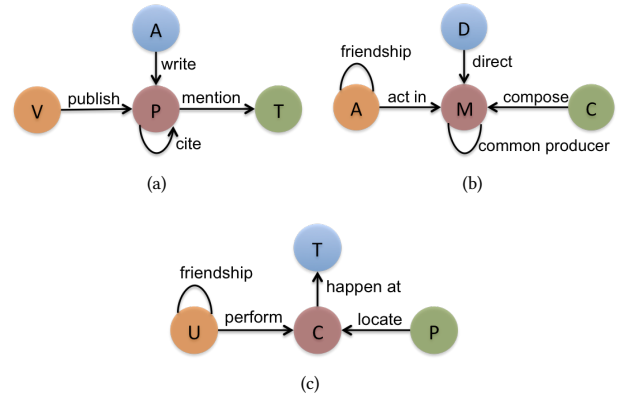 A
write
V
publish
P
mention
T
cite
(a)
D
friendship
direct
A
act in
M
compose
C
common producer
(b)
T
friendship
happen at
U
perform
C
locate
P
(c)